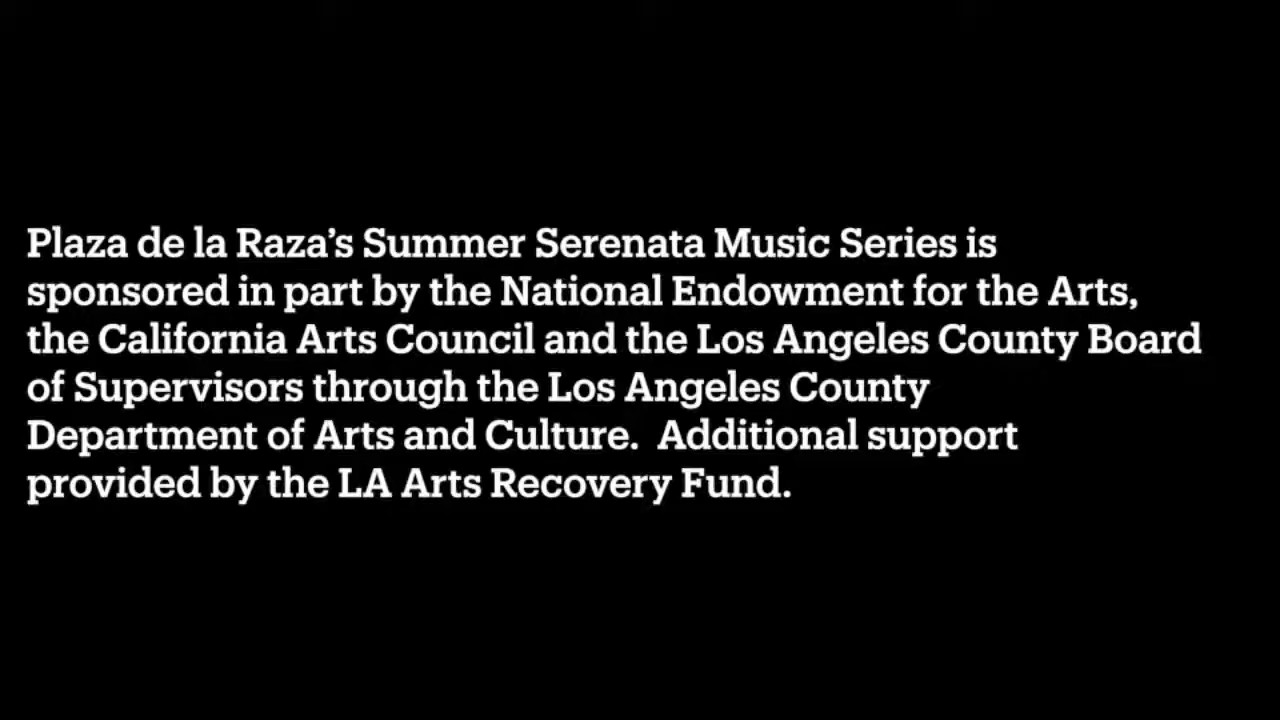 Plaza de la Raza’s Summer Serenata Music Series is
sponsored in part by the National Endowment for the Arts,
the California Arts Council and the Los Angeles County Board
of Supervisors through the Los Angeles County
Department of Arts and Culture.  Additional support
provided by the LA Arts Recovery Fund.